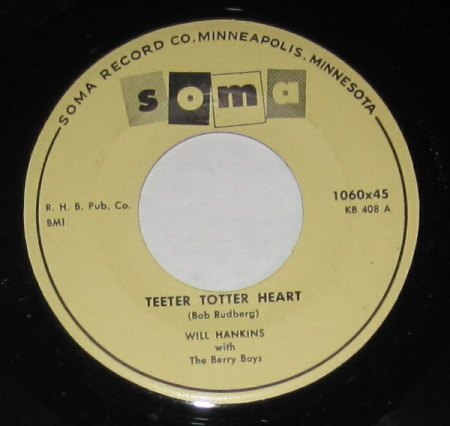 SOMA RECORD CO. MINNEAPOLIS, MINNESOTA
soma
R. H. B. Pub. Co.
BMI
1060x45
KB 408 A
TEETER TOTTER HEART
(Bob Rudberg)
WILL HANKINS
with
The Berry Boys